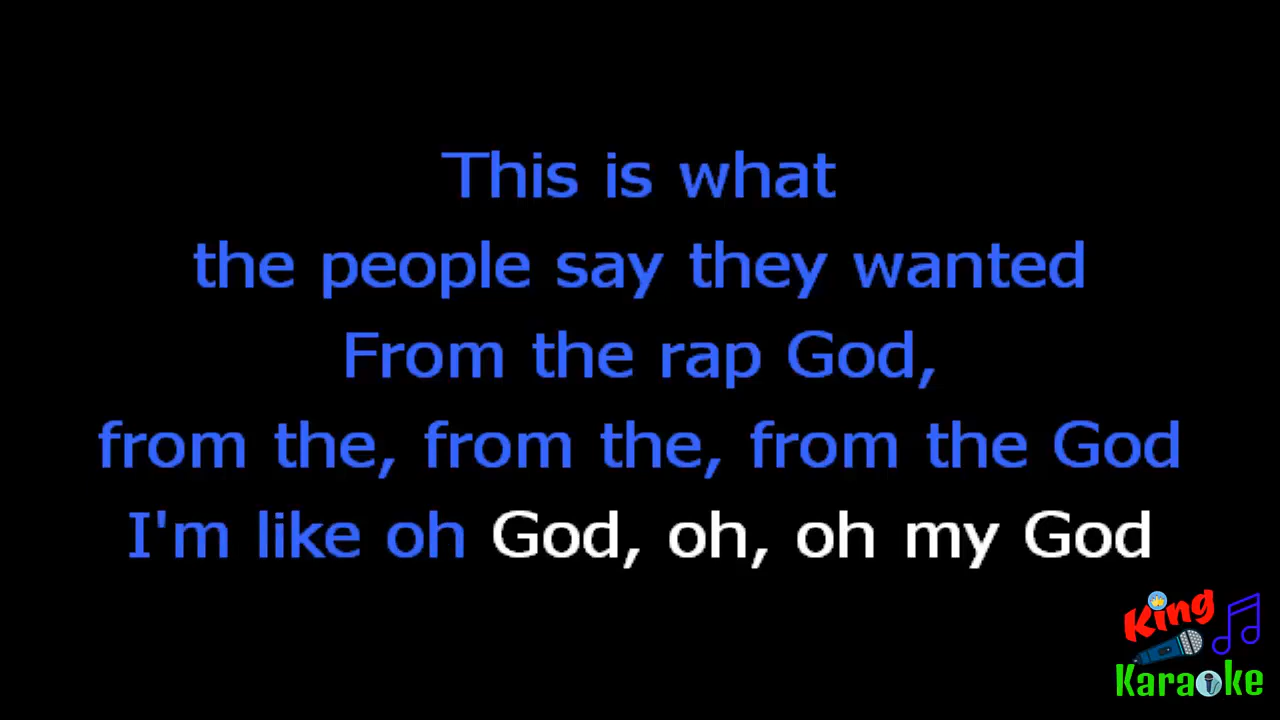 This is what
the people say they wanted
From the rap God,
from the, from the, from the God
I'm like oh God, oh, oh my God
King
Karaoke